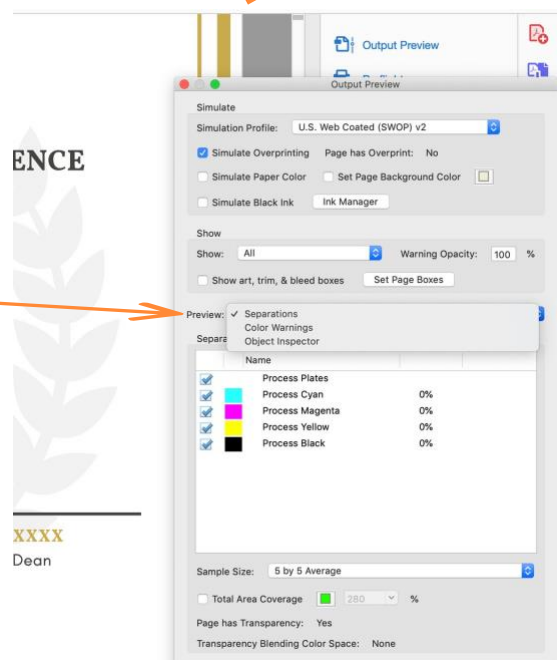 Output Preview
Output Preview
Simulate
Simulation Profile: U.S. Web Coated (SWOP) v2
ENCE
Simulate Overprinting Page has Overprint: No
Simulate Paper Color Set Page Background Color
Simulate Black Ink Ink Manager
Show
Show: All Warning Opacity: 100 %
Show art, trim, & bleed boxes Set Page Boxes
Preview: ✓ Separations
Color Warnings
Object Inspector
Separa
Name
Process Plates
Process Cyan 0%
Process Magenta 0%
Process Yellow 0%
Process Black 0%
XXXX
Dean
Sample Size: 5 by 5 Average
Total Area Coverage 280 %
Page has Transparency: Yes
Transparency Blending Color Space: None